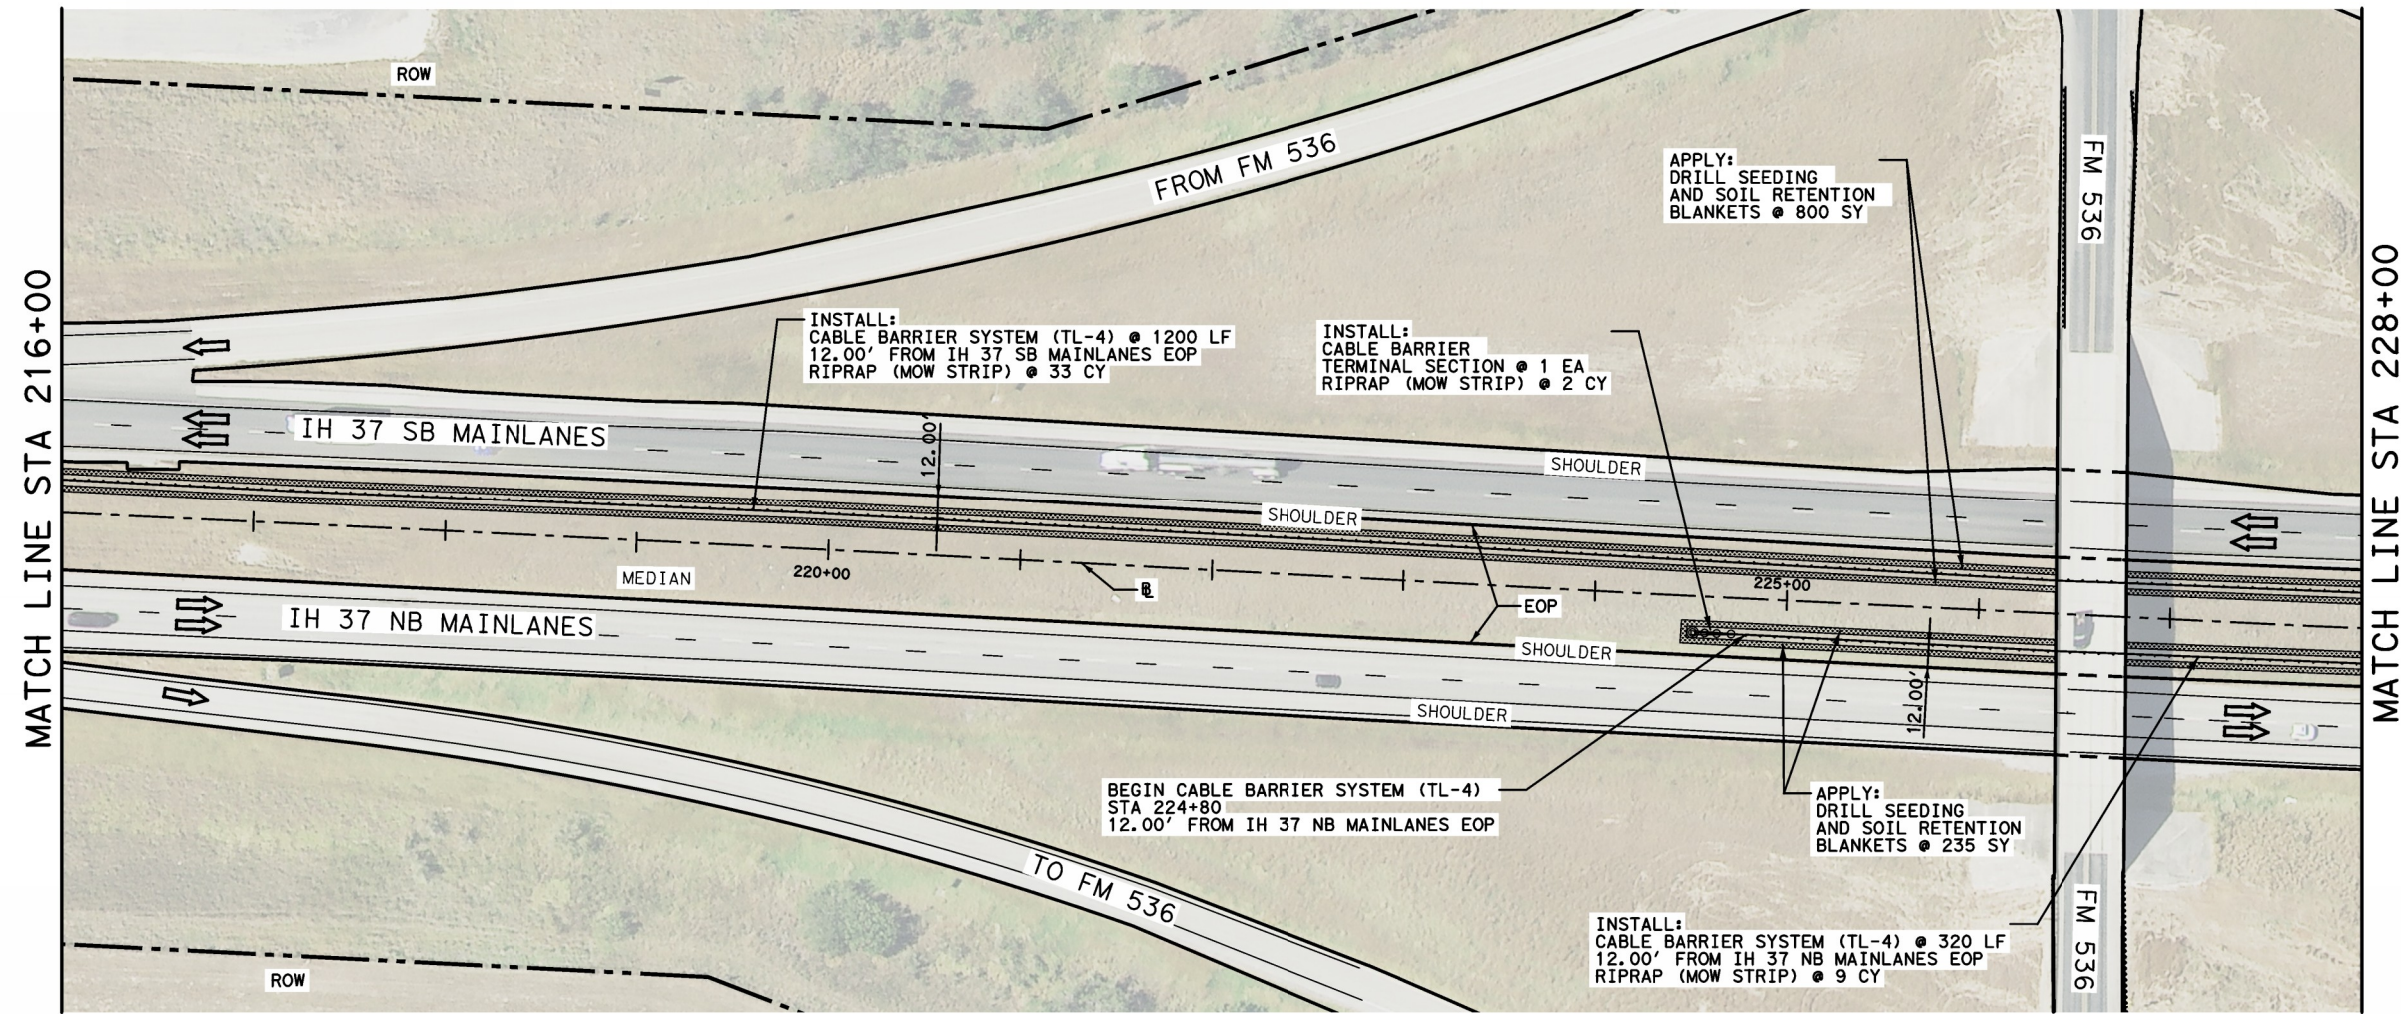 ROW
FROM FM 536
APPLY:
DRILL SEEDING
AND SOIL RETENTION
BLANKETS @ 800 SY
FM 536
MATCH LINE STA 216+00
MATCH LINE STA 228+00
INSTALL:
CABLE BARRIER SYSTEM (TL-4) @ 1200 LF
12.00' FROM IH 37 SB MAINLANES EOP
RIPRAP (MOW STRIP) @ 33 CY
INSTALL:
CABLE BARRIER
TERMINAL SECTION @ 1 EA
RIPRAP (MOW STRIP) @ 2 CY
IH 37 SB MAINLANES
12.00'
SHOULDER
SHOULDER
MEDIAN
220+00
225+00
EOP
IH 37 NB MAINLANES
SHOULDER
SHOULDER
12.00'
BEGIN CABLE BARRIER SYSTEM (TL-4)
STA 224+80
12.00' FROM IH 37 NB MAINLANES EOP
APPLY:
DRILL SEEDING
AND SOIL RETENTION
BLANKETS @ 235 SY
TO FM 536
INSTALL:
CABLE BARRIER SYSTEM (TL-4) @ 320 LF
12.00' FROM IH 37 NB MAINLANES EOP
RIPRAP (MOW STRIP) @ 9 CY
FM 536
ROW